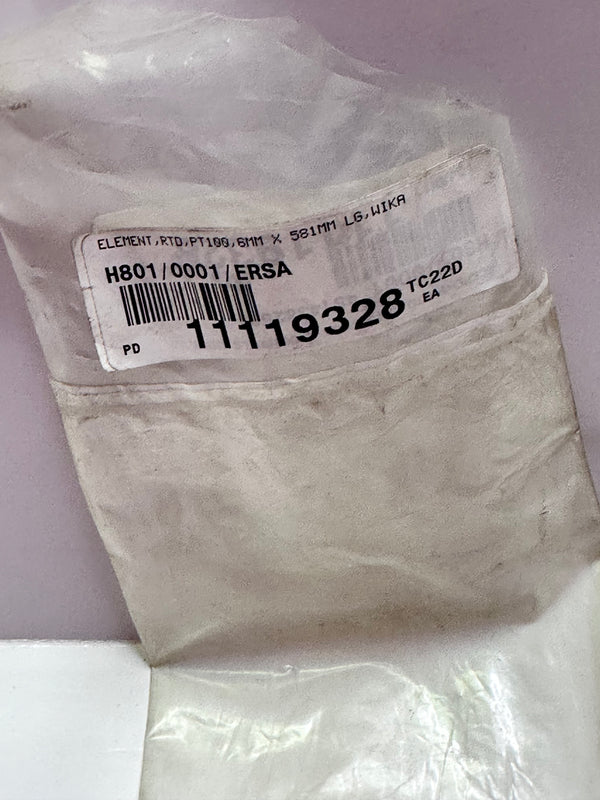 ELEMENT,RTD,PT100,6MM X 581MM LG,WIKA
H801/0001/ERSA
TC22D
PD 11119328 EA